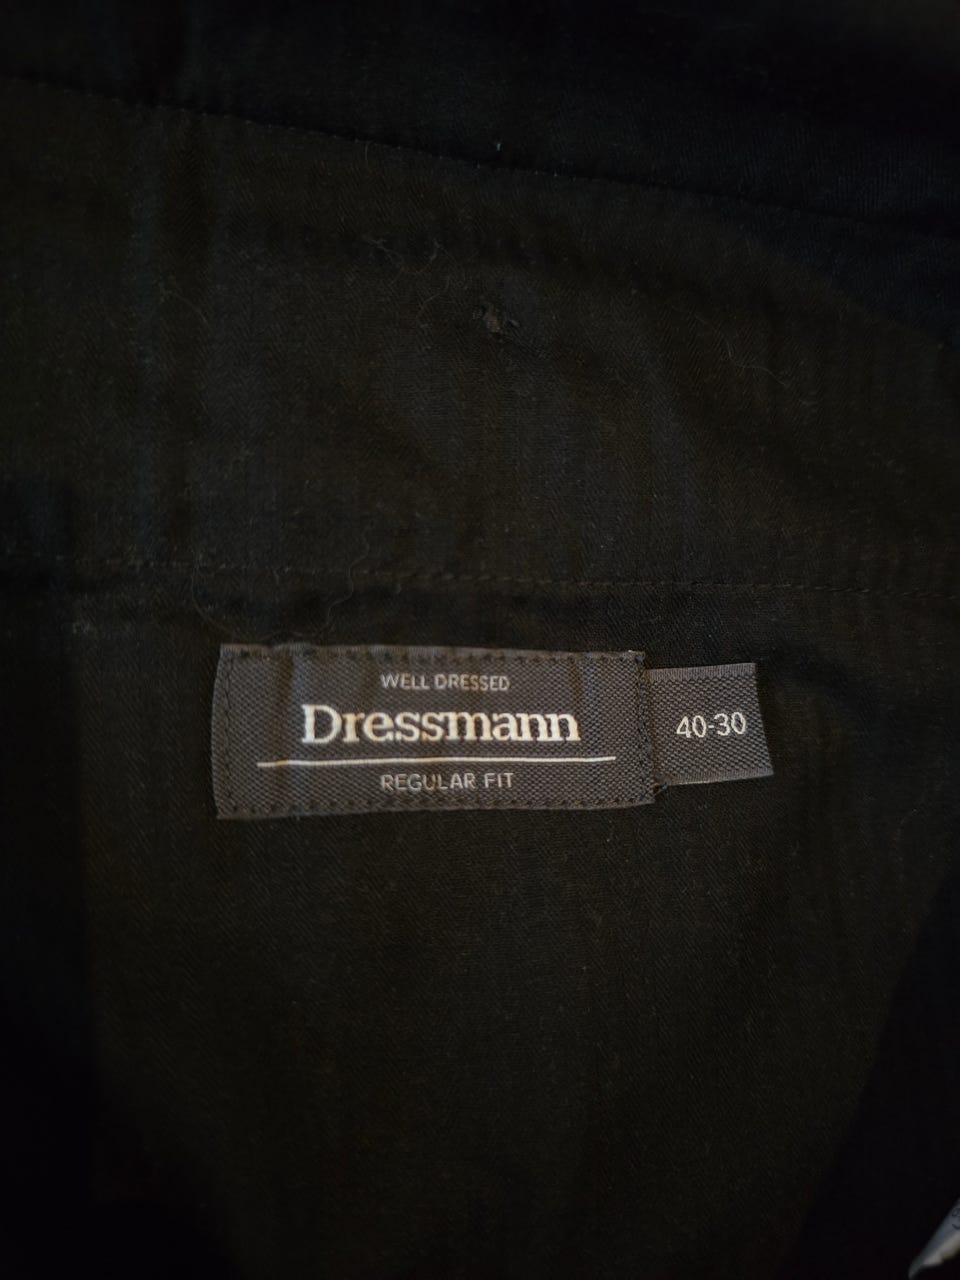 WELL DRESSED
Dressmann
REGULAR FIT
40-30